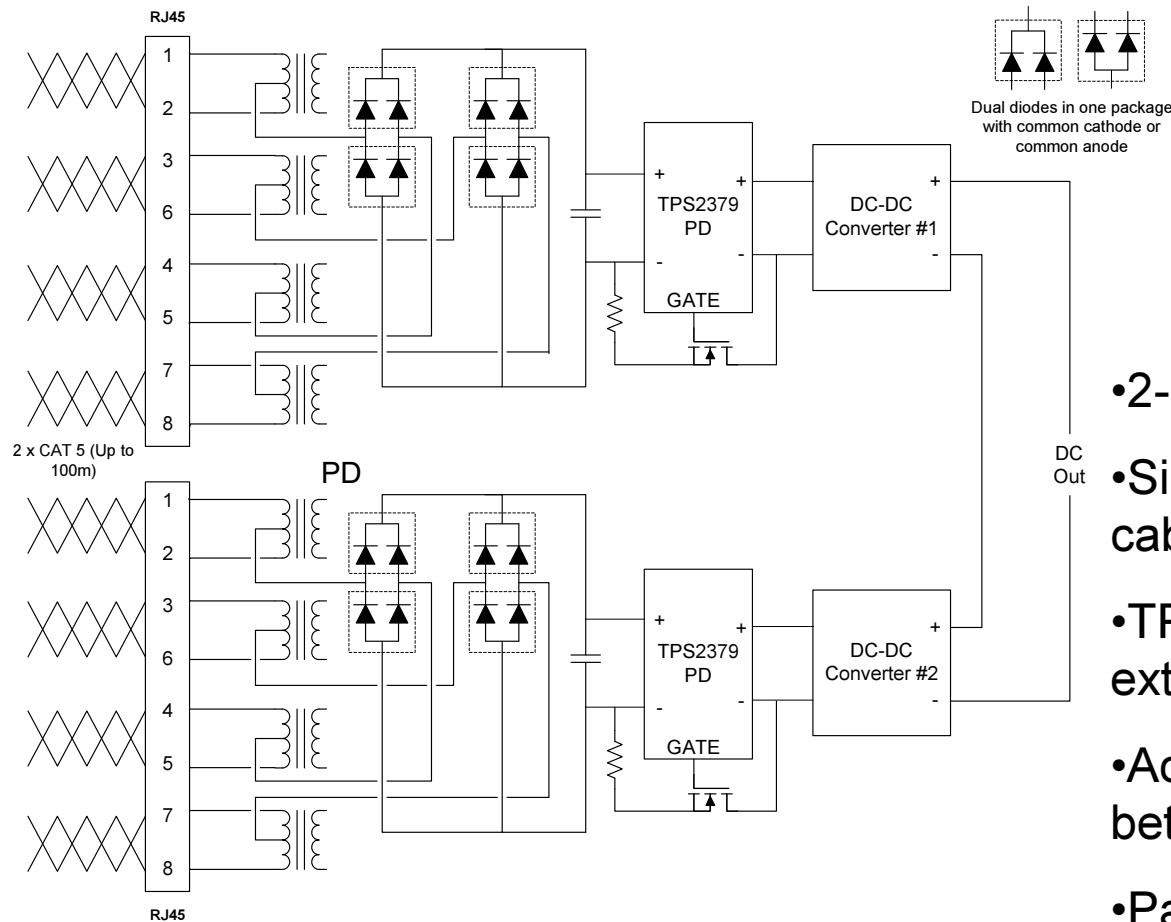 RJ45
1
2
3
6
4
5
7
8
2 x CAT 5 (Up to
100m)
+
-
TPS2379
PD
+
-
GATE
DC-DC
Converter #1
+
-
Dual diodes in one package
with common cathode or
common anode
DC
Out
PD
1
2
3
6
4
5
7
8
RJ45
+
-
TPS2379
PD
+
-
GATE
DC-DC
Converter #2
+
-
•2-
•Si
cab
•TP
ext
•Ac
bet
•Pa